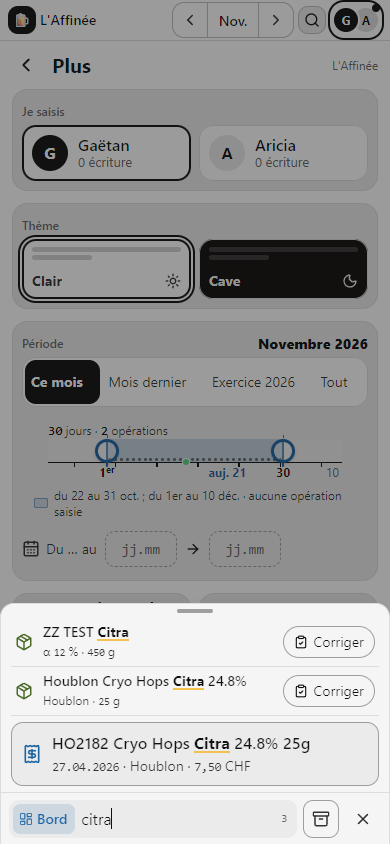 L'Affinée
Nov.
G A
Plus
L'Affinée
Je saisis
G
Gaëtan
0 écriture
A
Aricia
0 écriture
Thème
Clair
Cave
Période
Novembre 2026
Ce mois
Mois dernier
Exercice 2026
Tout
30 jours · 2 opérations
1er
auj. 21
30
10
du 22 au 31 oct. ; du 1er au 10 déc. · aucune opération
saisie
Du ... au
jj.mm
jj.mm
ZZ TEST Citra
α 12 % · 450 g
Corriger
Houblon Cryo Hops Citra 24.8%
Houblon · 25 g
Corriger
HO2182 Cryo Hops Citra 24.8% 25g
27.04.2026 · Houblon · 7,50 CHF
Bord
citra
3